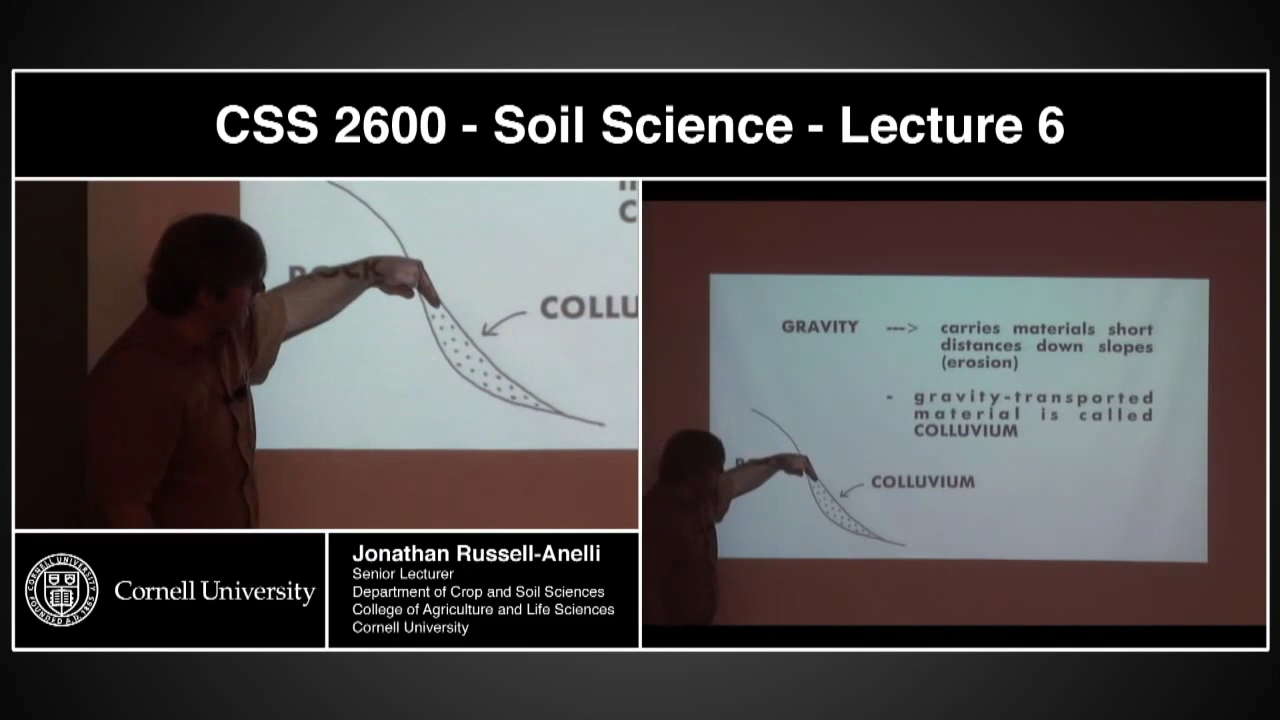 CSS 2600 - Soil Science - Lecture 6
ROCK
COLLU
GRAVITY ---> carries materials short
distances down slopes
(erosion)
- gravity-transported
material is called
COLLUVIUM
COLLUVIUM
Cornell University
Jonathan Russell-Anelli
Senior Lecturer
Department of Crop and Soil Sciences
College of Agriculture and Life Sciences
Cornell University